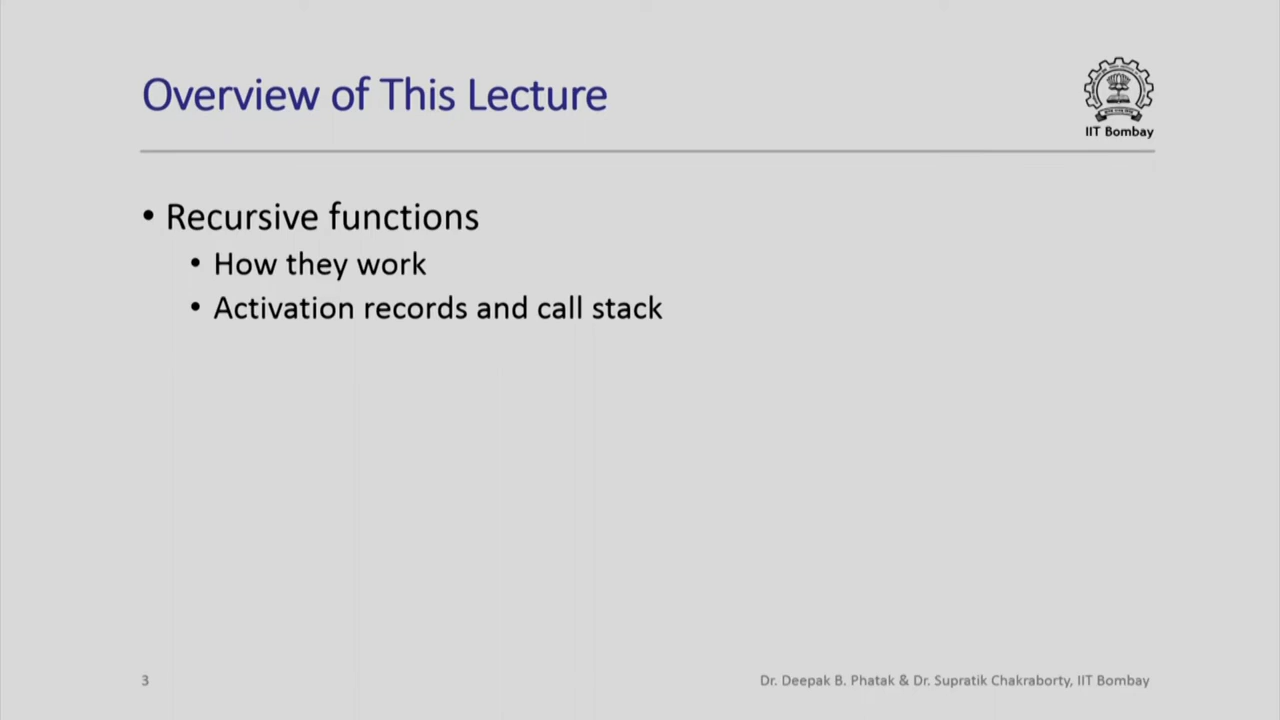 Overview of This Lecture
IIT Bombay
• Recursive functions
• How they work
• Activation records and call stack
3
Dr. Deepak B. Phatak & Dr. Supratik Chakraborty, IIT Bombay